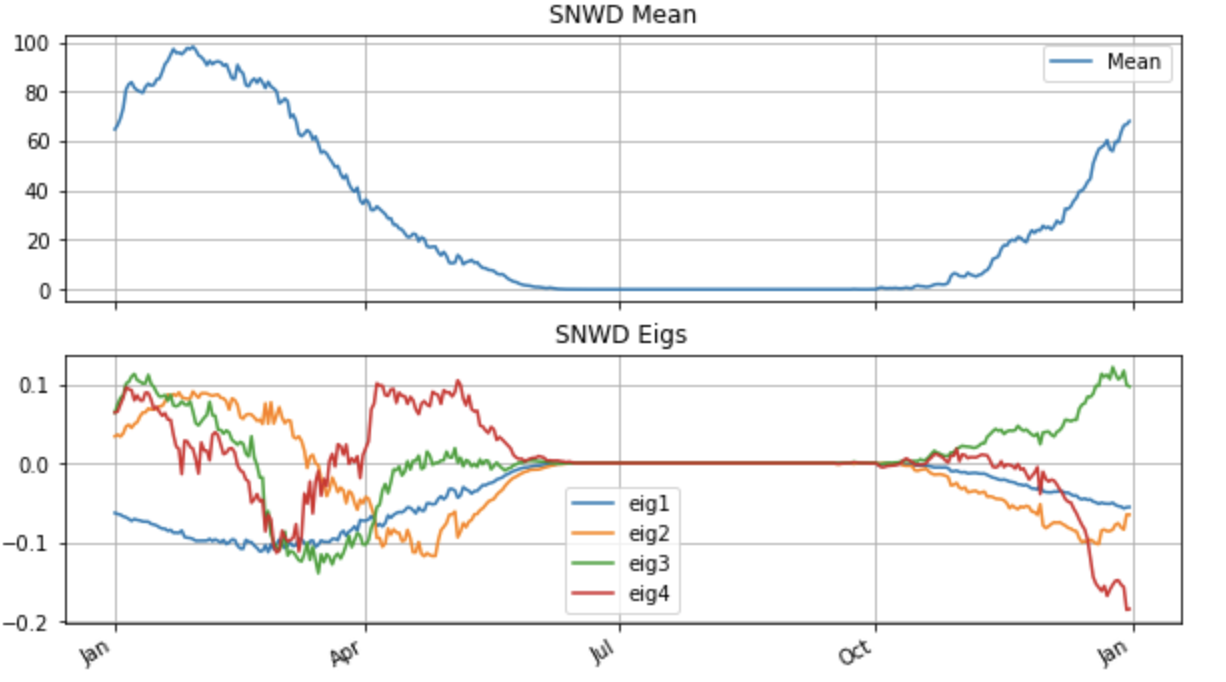 SNWD Mean
100
80
60
40
20
0
Mean
SNWD Eigs
0.1
0.0
−0.1
−0.2
eig1
eig2
eig3
eig4
Jan
Apr
Jul
Oct
Jan